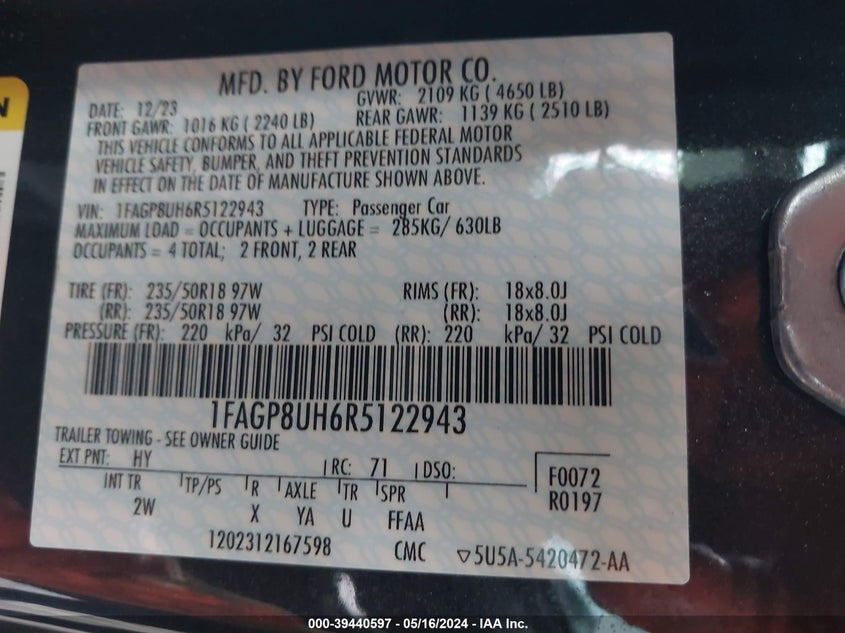 MFD. BY FORD MOTOR CO.
DATE: 12/23 GVWR: 2109 KG ( 4650 LB)
FRONT GAWR: 1016 KG ( 2240 LB) REAR GAWR: 1139 KG ( 2510 LB)
THIS VEHICLE CONFORMS TO ALL APPLICABLE FEDERAL MOTOR
VEHICLE SAFETY, BUMPER, AND THEFT PREVENTION STANDARDS
IN EFFECT ON THE DATE OF MANUFACTURE SHOWN ABOVE.
VIN: 1FAGP8UH6R5122943 TYPE: Passenger Car
MAXIMUM LOAD = OCCUPANTS + LUGGAGE = 285KG/ 630LB
OCCUPANTS = 4 TOTAL; 2 FRONT, 2 REAR
TIRE (FR): 235/50R18 97W RIMS (FR): 18x8.0J
(RR): 235/50R18 97W (RR): 18x8.0J
PRESSURE (FR): 220 kPa/ 32 PSI COLD (RR): 220 kPa/ 32 PSI COLD
1FAGP8UH6R5122943
TRAILER TOWING - SEE OWNER GUIDE
EXT PNT: HY RC: 71 DSO: F0072
INT TR TP/PS R AXLE TR SPR R0197
2W X YA U FFAA
1202312167598 CMC ▽5U5A-5420472-AA
N
000-39440597 - 05/16/2024 - IAA Inc.